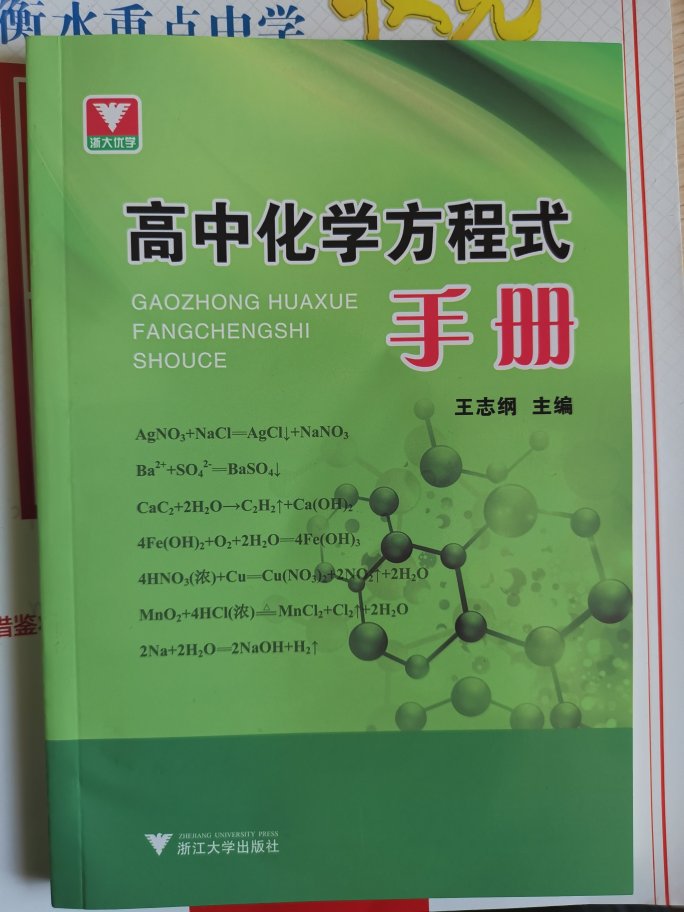 衡水重点中学
状元
浙大优学
高中化学方程式
手册
GAOZHONG HUAXUE
FANGCHENGSHI
SHOUCE
王志纲 主编
AgNO₃+NaCl═AgCl↓+NaNO₃
Ba²⁺+SO₄²⁻═BaSO₄↓
CaC₂+2H₂O→C₂H₂↑+Ca(OH)₂
4Fe(OH)₂+O₂+2H₂O═4Fe(OH)₃
4HNO₃(浓)+Cu═Cu(NO₃)₂+2NO₂↑+2H₂O
MnO₂+4HCl(浓)≜MnCl₂+Cl₂↑+2H₂O
2Na+2H₂O═2NaOH+H₂↑
借鉴
ZHEJIANG UNIVERSITY PRESS
浙江大学出版社